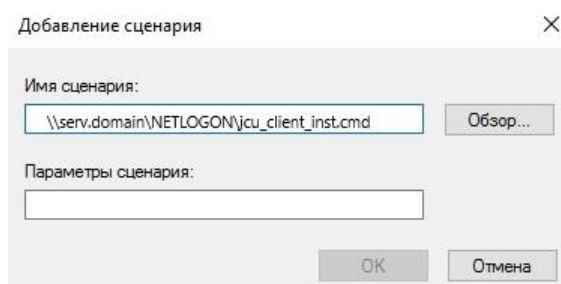 Добавление сценария
Имя сценария:
\\serv.domain\NETLOGON\jcu_client_inst.cmd
Обзор...
Параметры сценария:
OK
Отмена